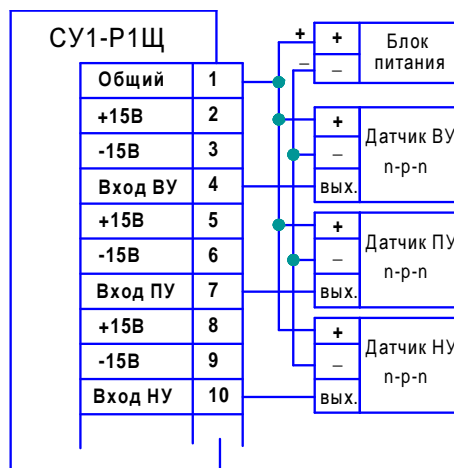 СУ1-Р1Щ
Общий 1
+15В 2
-15В 3
Вход ВУ 4
+15В 5
-15В 6
Вход ПУ 7
+15В 8
-15В 9
Вход НУ 10
+ + Блок
– – питания
+ Датчик ВУ
– n-p-n
вых.
+ Датчик ПУ
– n-p-n
вых.
+ Датчик НУ
– n-p-n
вых.